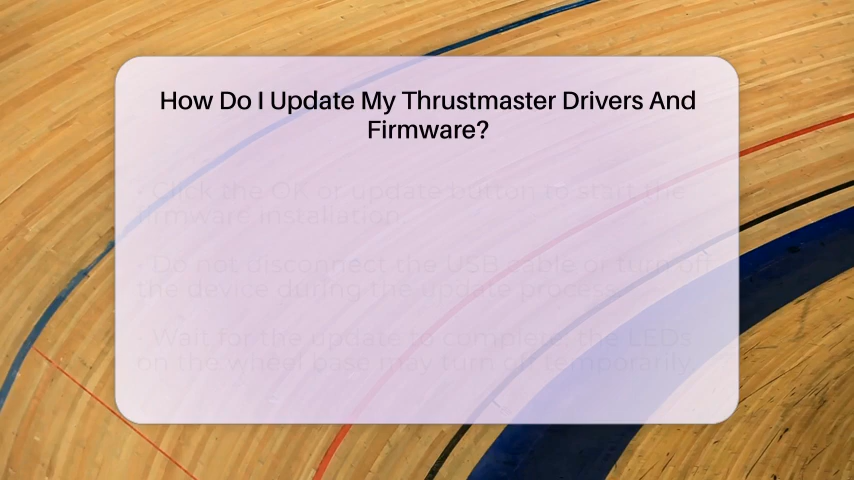 How Do I Update My Thrustmaster Drivers And
Firmware?
• Click the OK or update button to start the
firmware installation.
• Do not disconnect the USB cable or turn off
the device during the update process.
• Wait for the update to complete; the LEDs
on the wheel base may turn off temporarily.